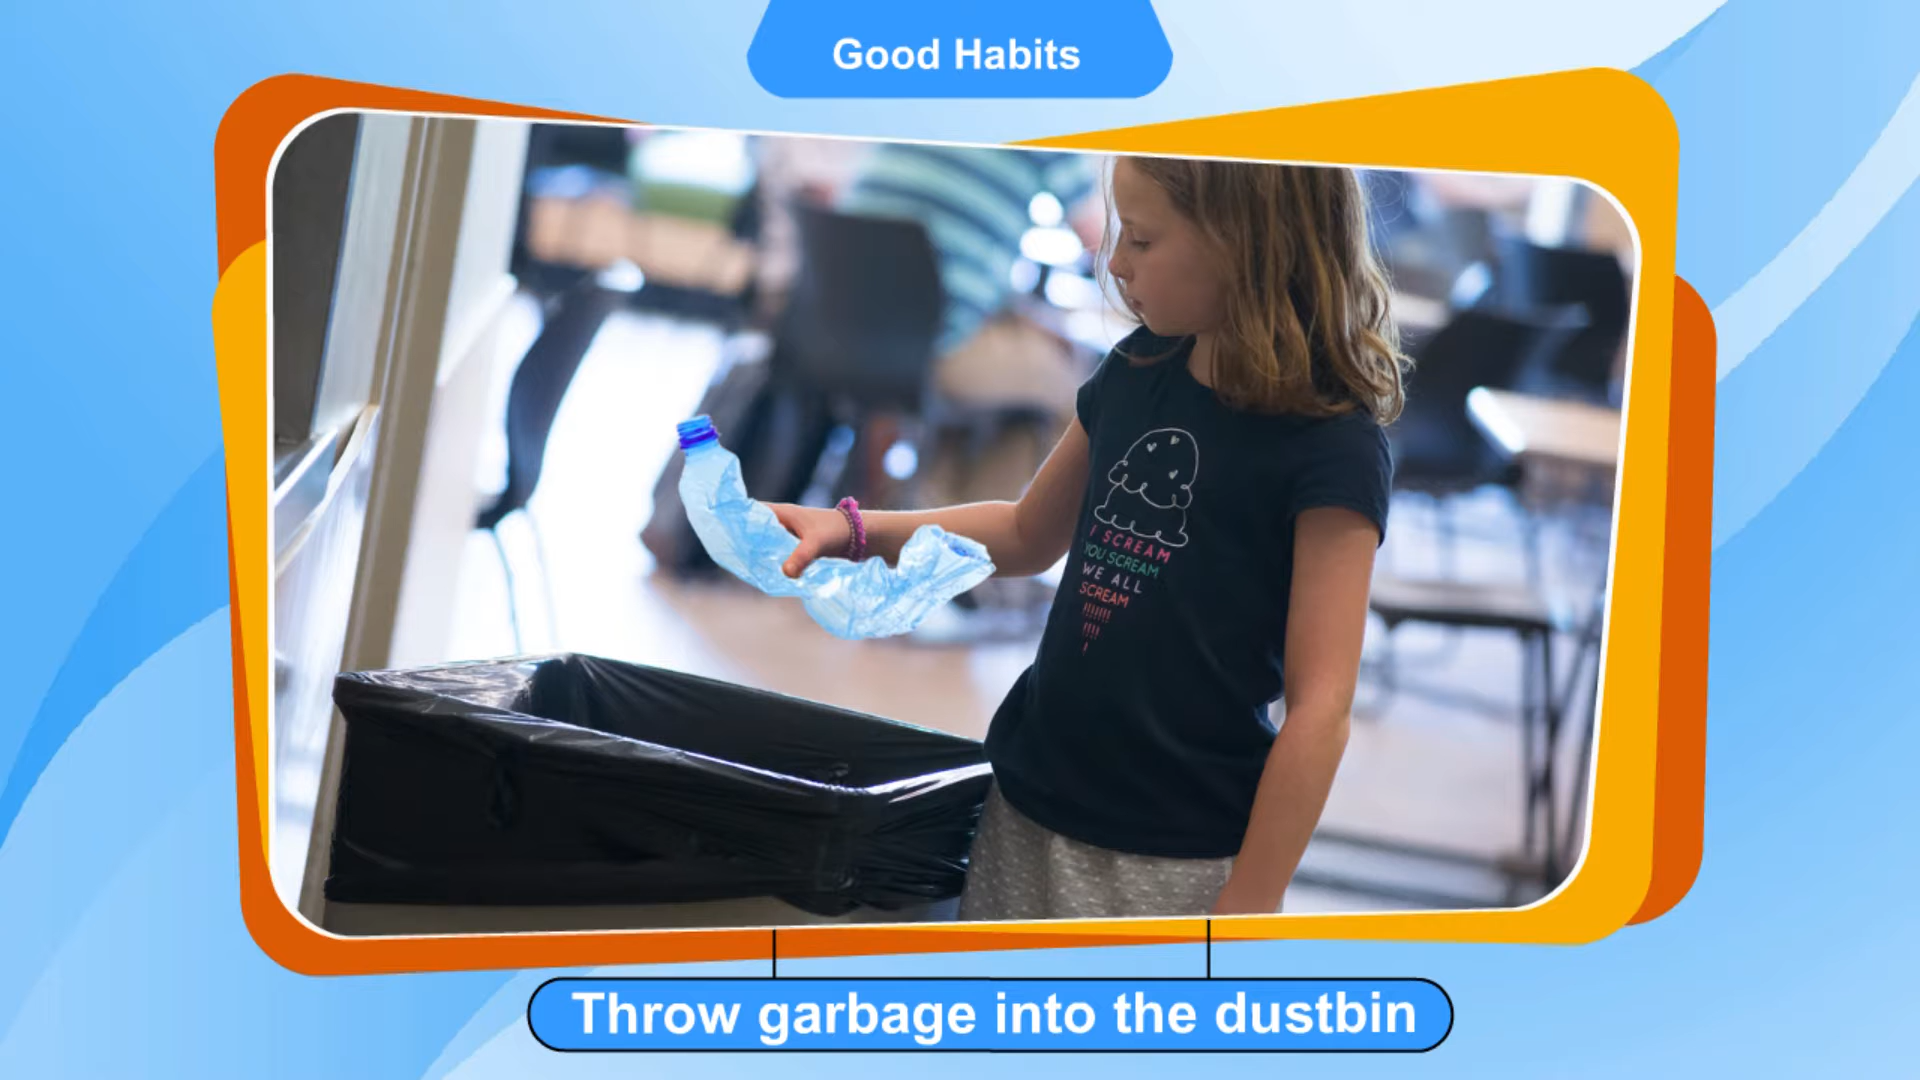 Good Habits
I SCREAM
YOU SCREAM
WE ALL
SCREAM
!!!!!!!
!!!!
!
Throw garbage into the dustbin